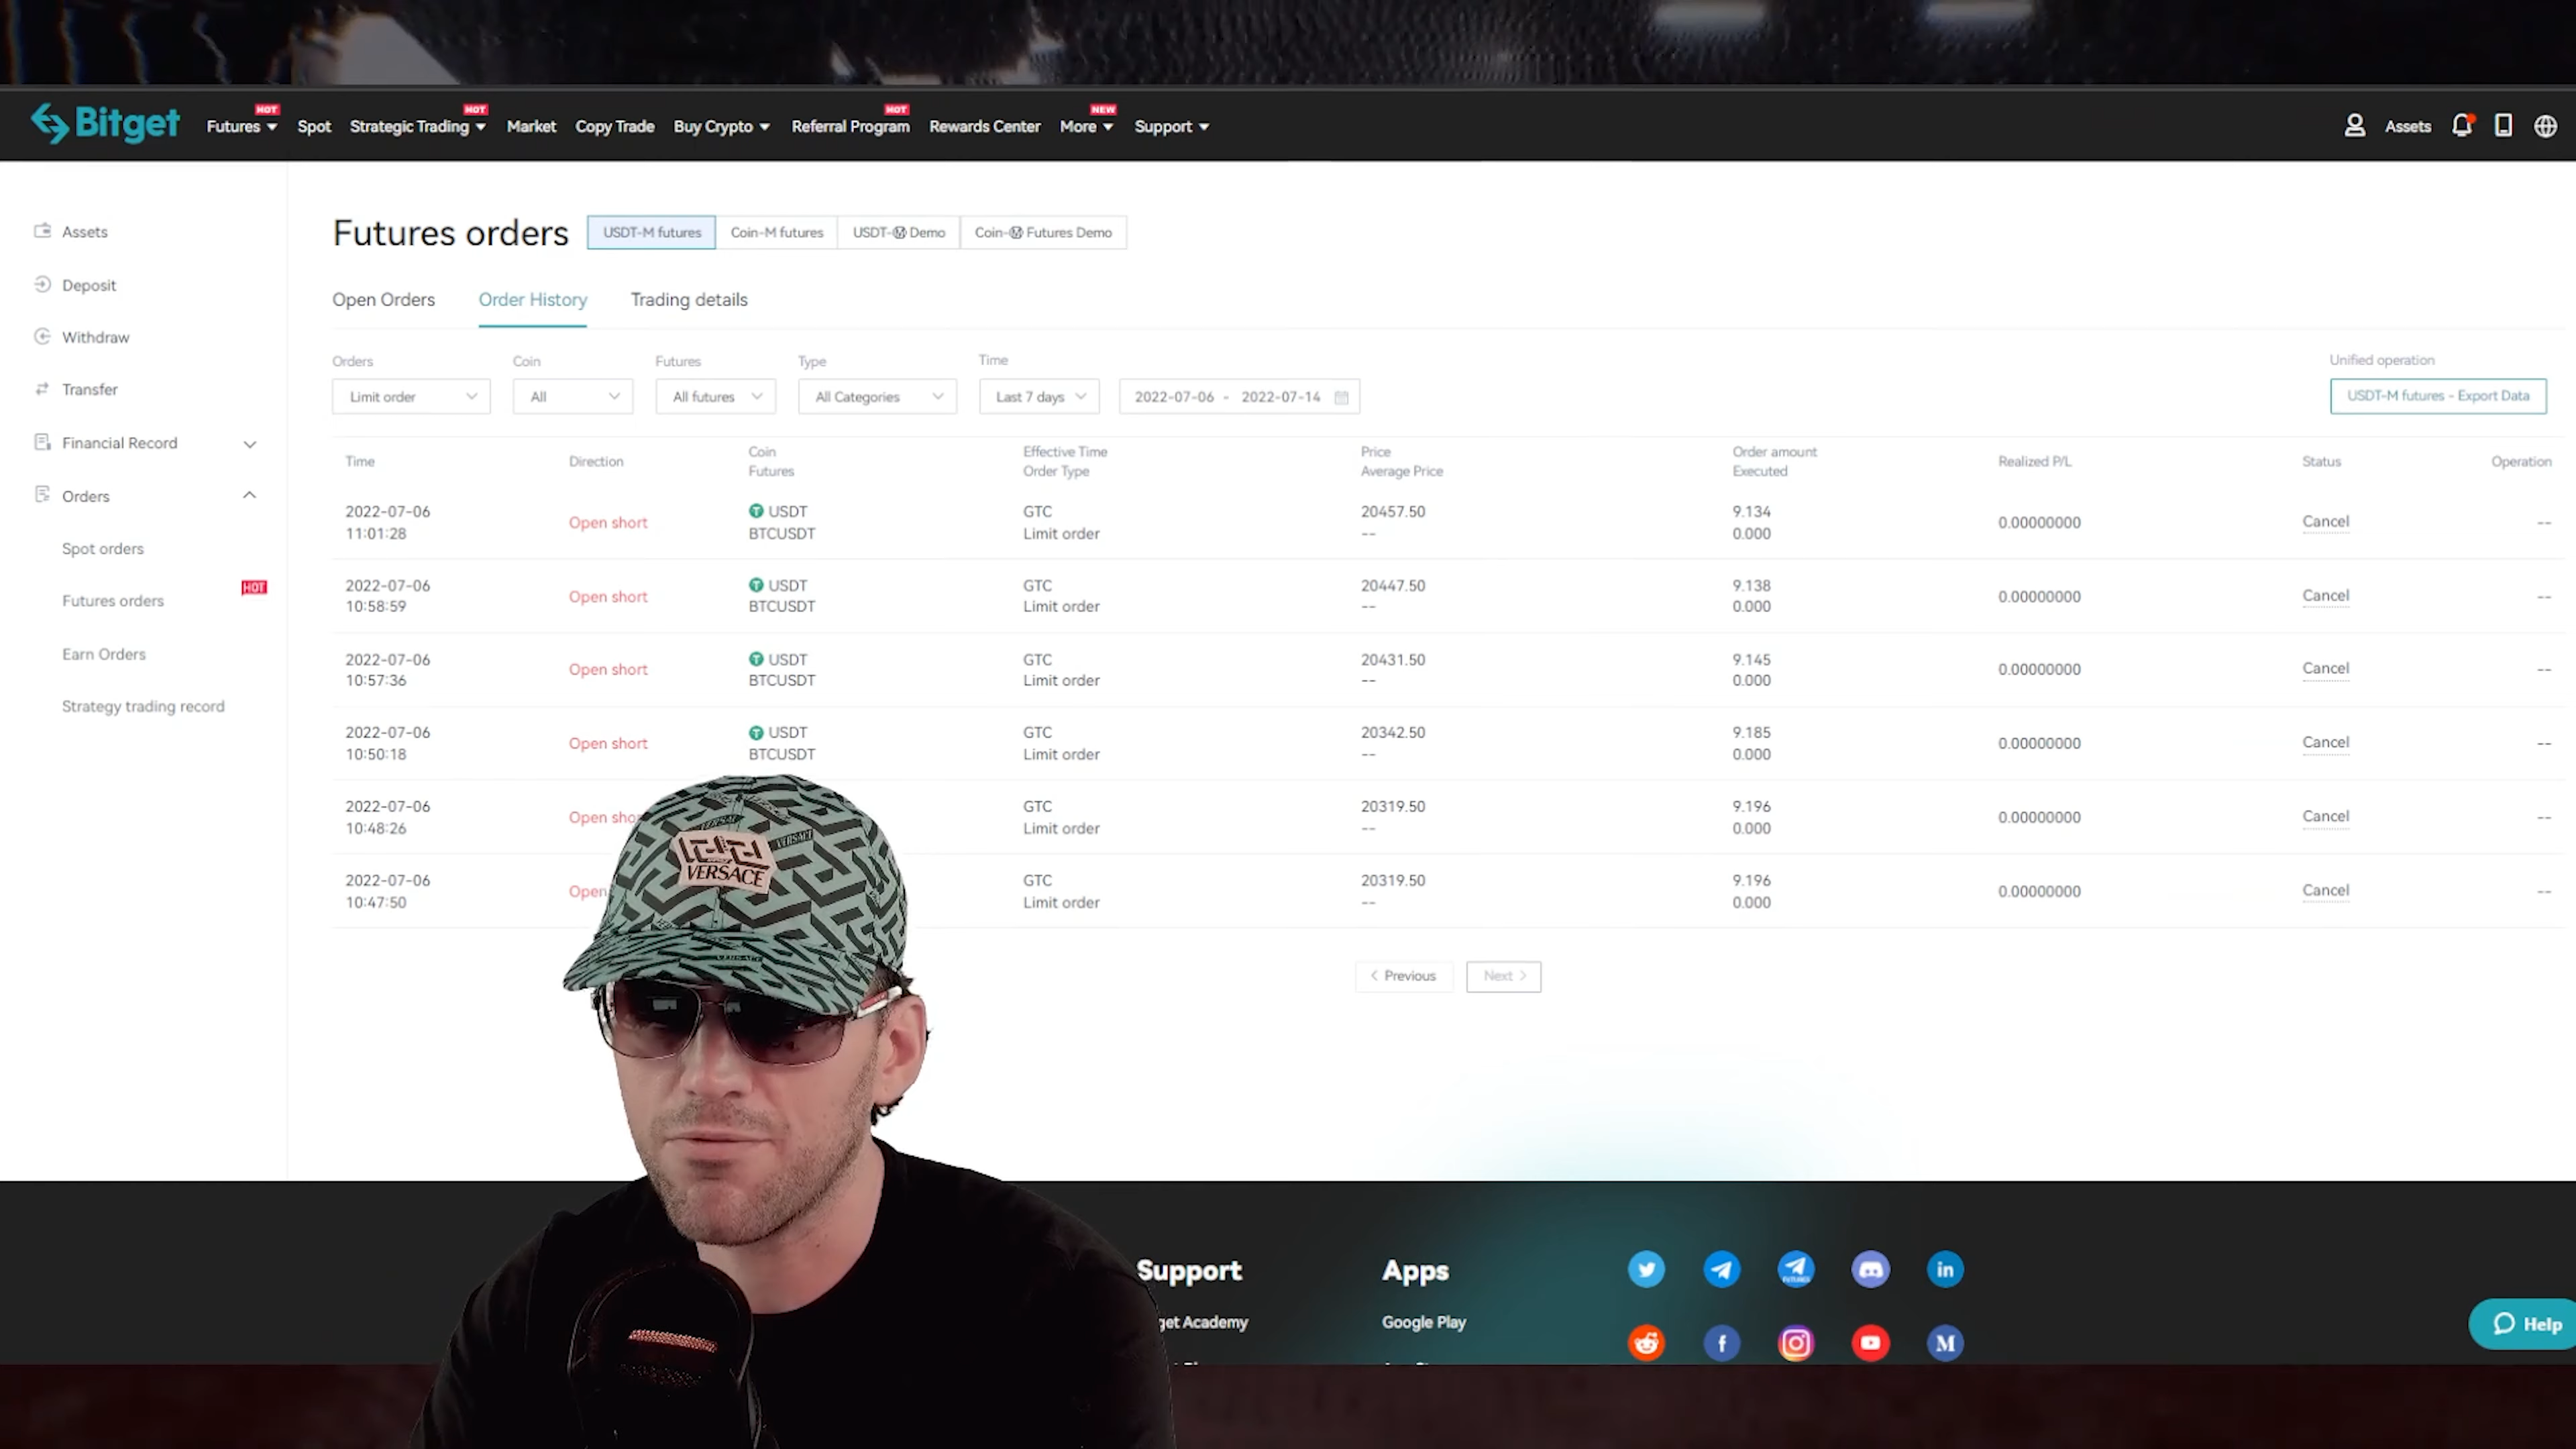 Bitget
Futures HOT Spot Strategic Trading HOT Market Copy Trade Buy Crypto Referral Program HOT Rewards Center More NEW Support Assets
Assets
Deposit
Withdraw
Transfer
Financial Record
Orders
Spot orders
Futures orders HOT
Earn Orders
Strategy trading record
Futures orders USDT-M futures Coin-M futures USDT-Ⓜ Demo Coin-Ⓜ Futures Demo
Open Orders Order History Trading details
Orders Coin Futures Type Time Unified operation
Limit order All All futures All Categories Last 7 days 2022-07-06 - 2022-07-14 USDT-M futures - Export Data
Time Direction Coin Effective Time Price Order amount Realized P/L Status Operation
Futures Order Type Average Price Executed
2022-07-06 Open short USDT GTC 20457.50 9.134 0.00000000 Cancel --
11:01:28 BTCUSDT Limit order -- 0.000
2022-07-06 Open short USDT GTC 20447.50 9.138 0.00000000 Cancel --
10:58:59 BTCUSDT Limit order -- 0.000
2022-07-06 Open short USDT GTC 20431.50 9.145 0.00000000 Cancel --
10:57:36 BTCUSDT Limit order -- 0.000
2022-07-06 Open short USDT GTC 20342.50 9.185 0.00000000 Cancel --
10:50:18 BTCUSDT Limit order -- 0.000
2022-07-06 Open sho GTC 20319.50 9.196 0.00000000 Cancel --
10:48:26 Limit order -- 0.000
2022-07-06 Open GTC 20319.50 9.196 0.00000000 Cancel --
10:47:50 Limit order -- 0.000
< Previous Next >
VERSACE
Support Apps
get Academy Google Play
Help